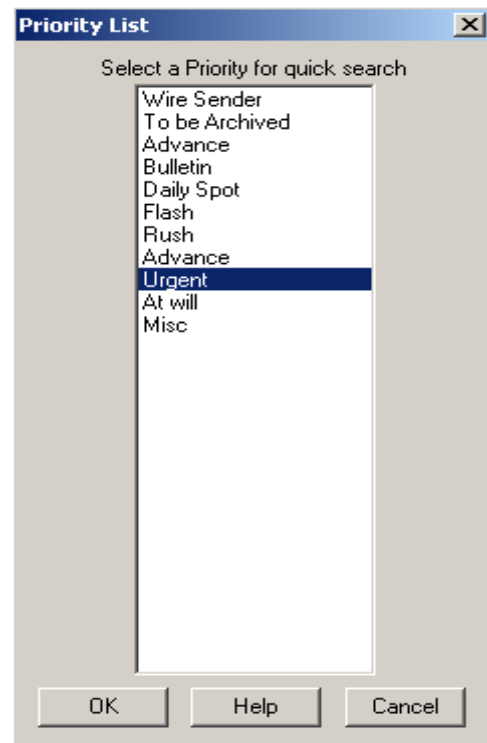 Priority List
Select a Priority for quick search
Wire Sender
To be Archived
Advance
Bulletin
Daily Spot
Flash
Rush
Advance
Urgent
At will
Misc
OK Help Cancel